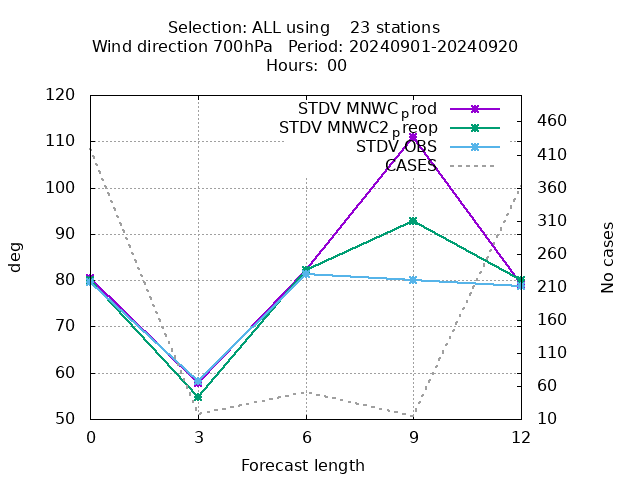 Selection: ALL using    23 stations
Wind direction 700hPa   Period: 20240901-20240920
Hours:  00
STDV MNWC_prod
STDV MNWC2_preop
STDV OBS
CASES
120
110
100
90
80
70
60
50
460
410
360
310
260
210
160
110
60
10
deg
No cases
0
3
6
9
12
Forecast length